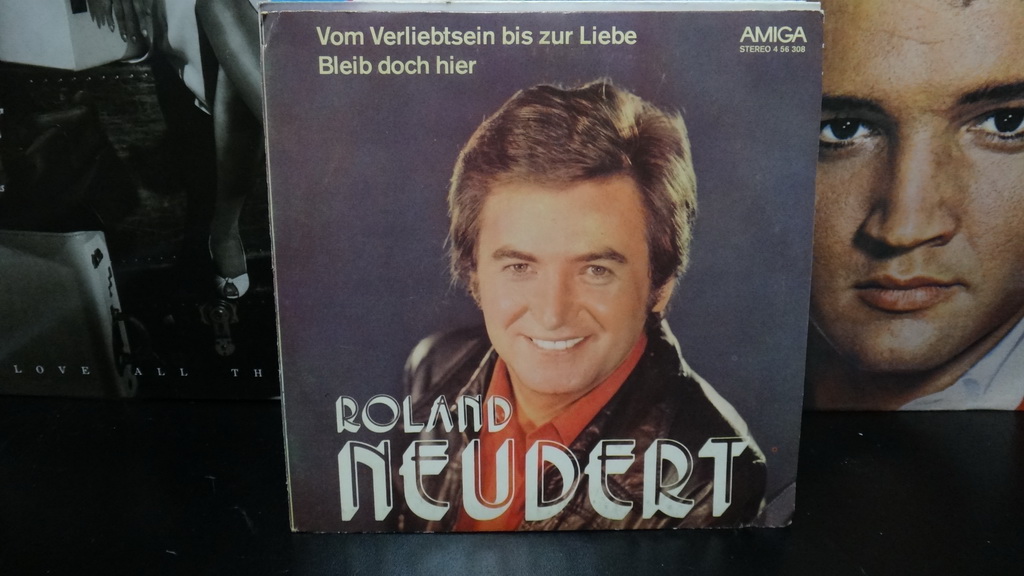 Vom Verliebtsein bis zur Liebe
Bleib doch hier
AMIGA
STEREO 4 56 308
ROLAND
NEUDERT
LOVE ALL TH